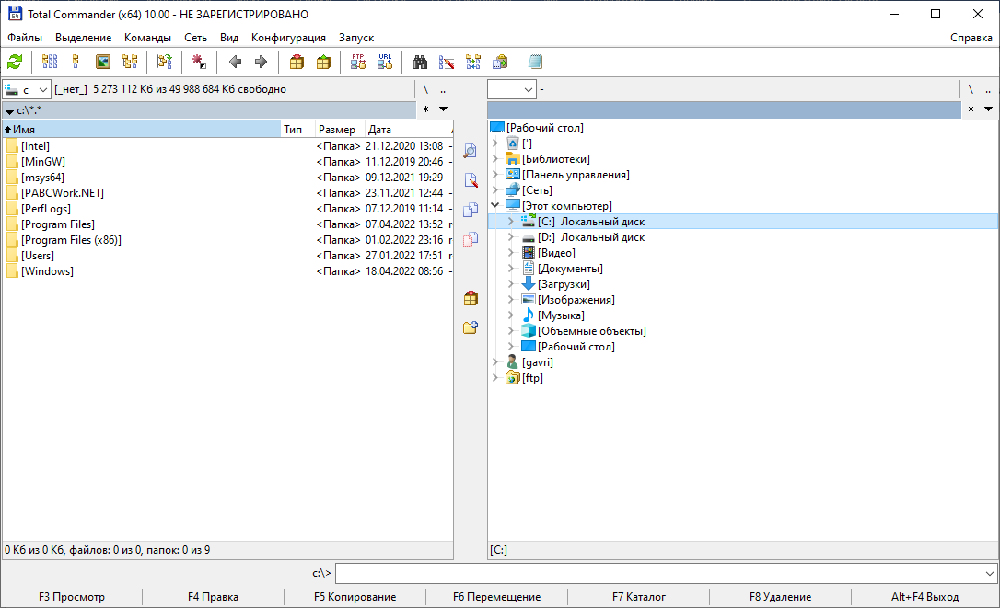 Total Commander (x64) 10.00 - НЕ ЗАРЕГИСТРИРОВАНО
Файлы Выделение Команды Сеть Вид Конфигурация Запуск Справка
FTP URL
c [_нет_] 5 273 112 Кб из 49 988 684 Кб свободно \ .. - \ ..
c:\*.* * *
Имя Тип Размер Дата
[Intel] <Папка> 21.12.2020 13:08 -
[MinGW] <Папка> 11.12.2019 20:46 -
[msys64] <Папка> 09.12.2021 19:29 -
[PABCWork.NET] <Папка> 23.11.2021 12:44 -
[PerfLogs] <Папка> 07.12.2019 11:14 -
[Program Files] <Папка> 07.04.2022 13:52 r
[Program Files (x86)] <Папка> 01.02.2022 23:16 r
[Users] <Папка> 27.01.2022 17:51 r
[Windows] <Папка> 18.04.2022 08:56 -
0 Кб из 0 Кб, файлов: 0 из 0, папок: 0 из 9
[Рабочий стол]
[']
[Библиотеки]
[Панель управления]
[Сеть]
[Этот компьютер]
[C:] Локальный диск
[D:] Локальный диск
[Видео]
[Документы]
[Загрузки]
[Изображения]
[Музыка]
[Объемные объекты]
[Рабочий стол]
[gavri]
[ftp]
[C:]
c:\>
F3 Просмотр F4 Правка F5 Копирование F6 Перемещение F7 Каталог F8 Удаление Alt+F4 Выход